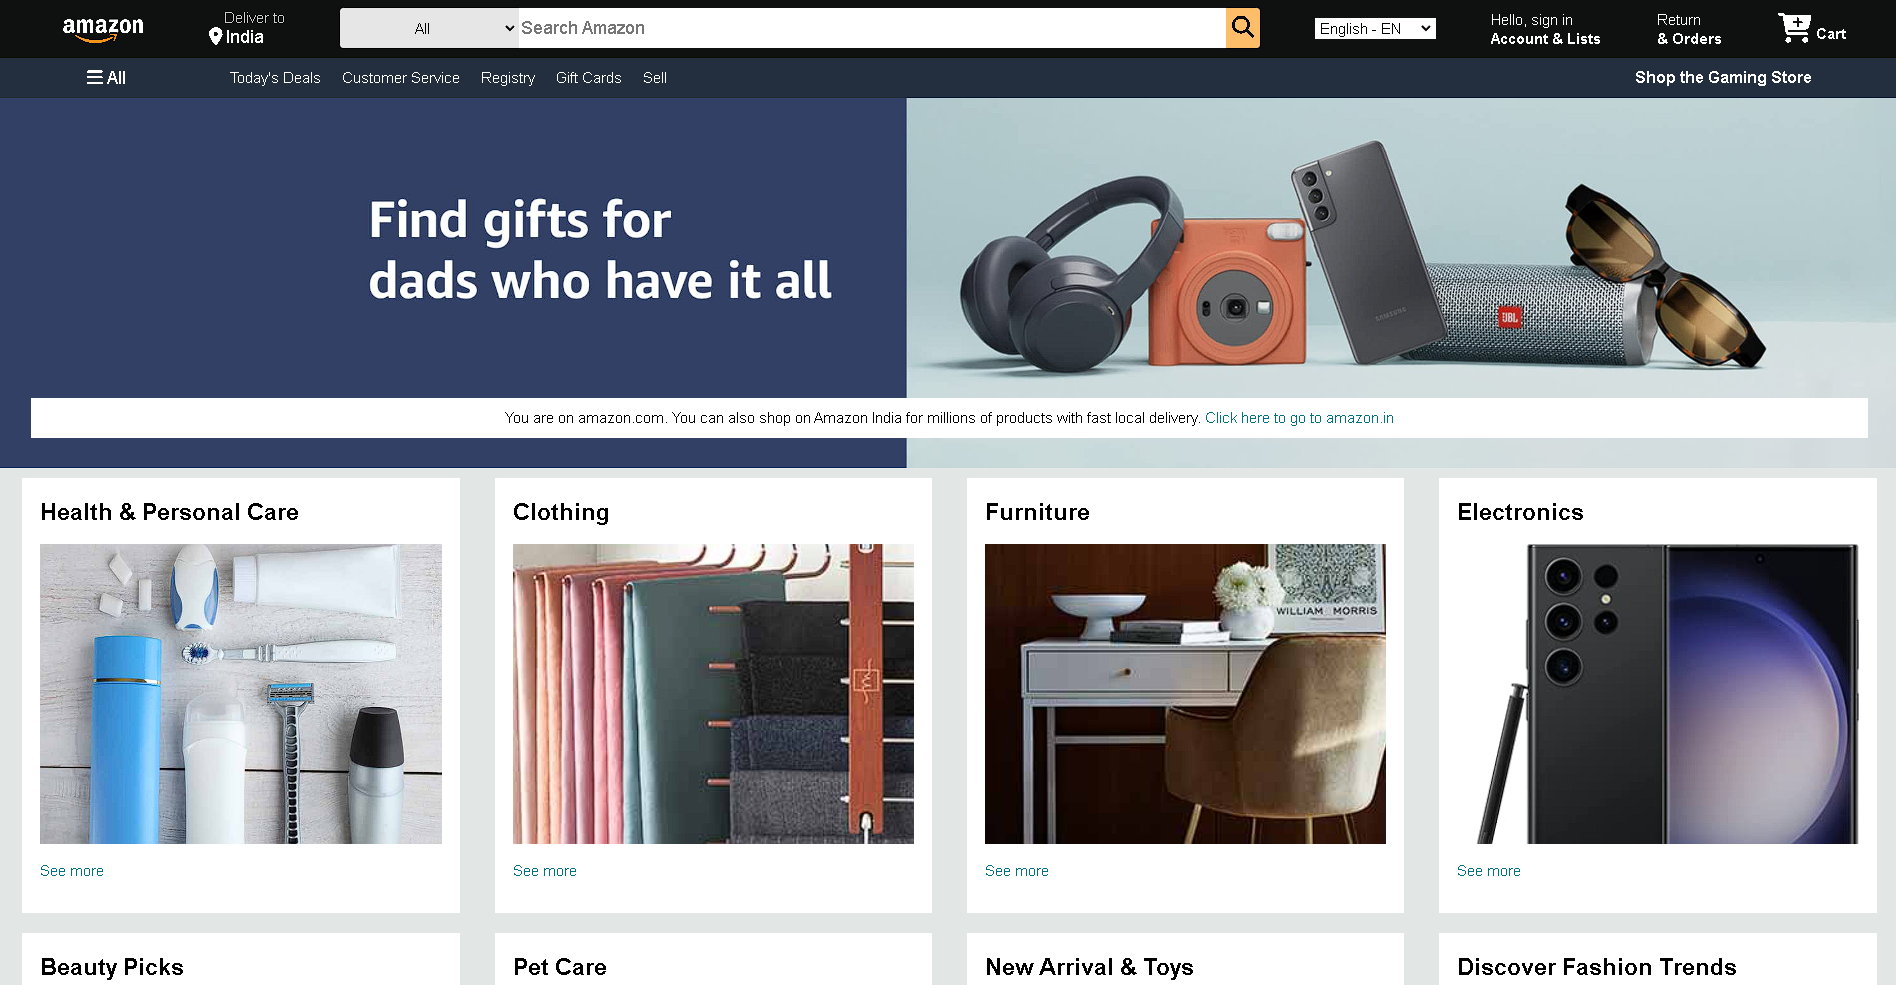 amazon
Deliver to
India
All
Search Amazon
English - EN
Hello, sign in
Account & Lists
Return
& Orders
Cart
All
Today's Deals
Customer Service
Registry
Gift Cards
Sell
Shop the Gaming Store
Find gifts for
dads who have it all
SAMSUNG
JBL
You are on amazon.com. You can also shop on Amazon India for millions of products with fast local delivery. Click here to go to amazon.in
Health & Personal Care
Clothing
Furniture
Electronics
WILLIAM MORRIS
See more
See more
See more
See more
Beauty Picks
Pet Care
New Arrival & Toys
Discover Fashion Trends